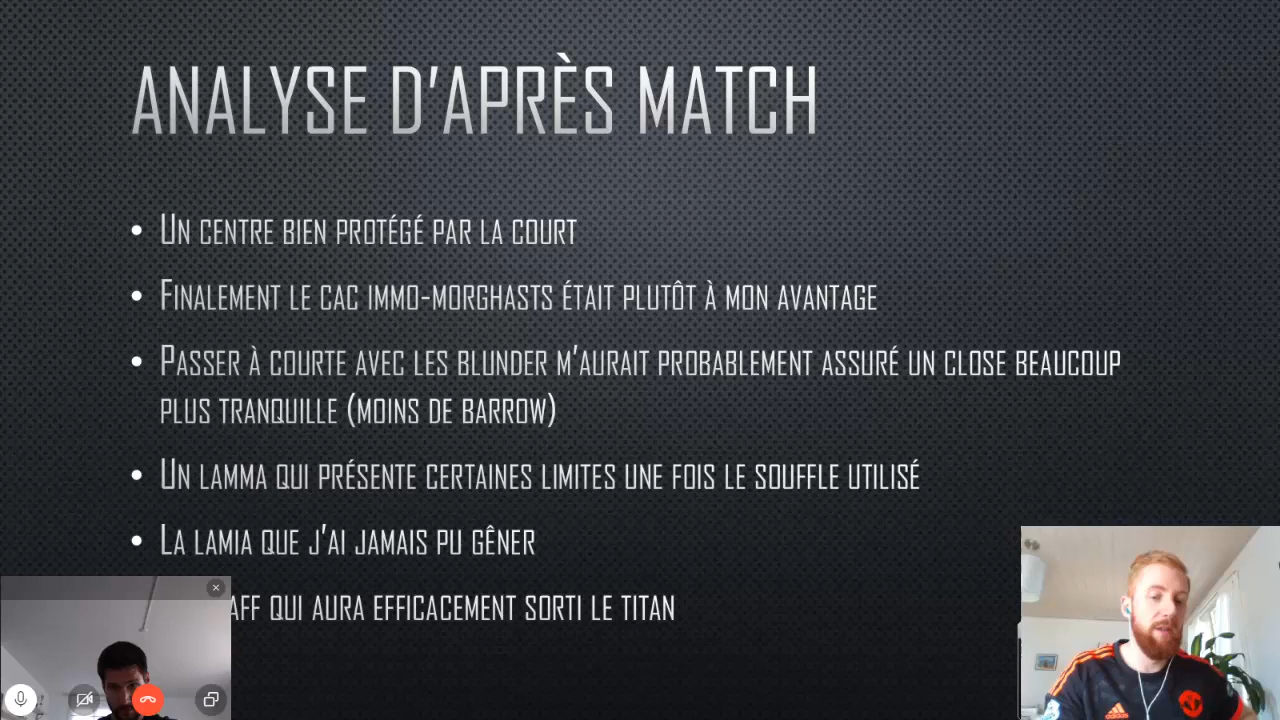 ANALYSE D'APRÈS MATCH
• UN CENTRE BIEN PROTÉGÉ PAR LA COURT
• FINALEMENT LE CAC IMMO-MORGHASTS ÉTAIT PLUTÔT À MON AVANTAGE
• PASSER À COURTE AVEC LES BLUNDER M'AURAIT PROBABLEMENT ASSURÉ UN CLOSE BEAUCOUP
PLUS TRANQUILLE (MOINS DE BARROW)
• UN LAMMA QUI PRÉSENTE CERTAINES LIMITES UNE FOIS LE SOUFFLE UTILISÉ
• LA LAMIA QUE J'AI JAMAIS PU GÊNER
QUI AURA EFFICACEMENT SORTI LE TITAN